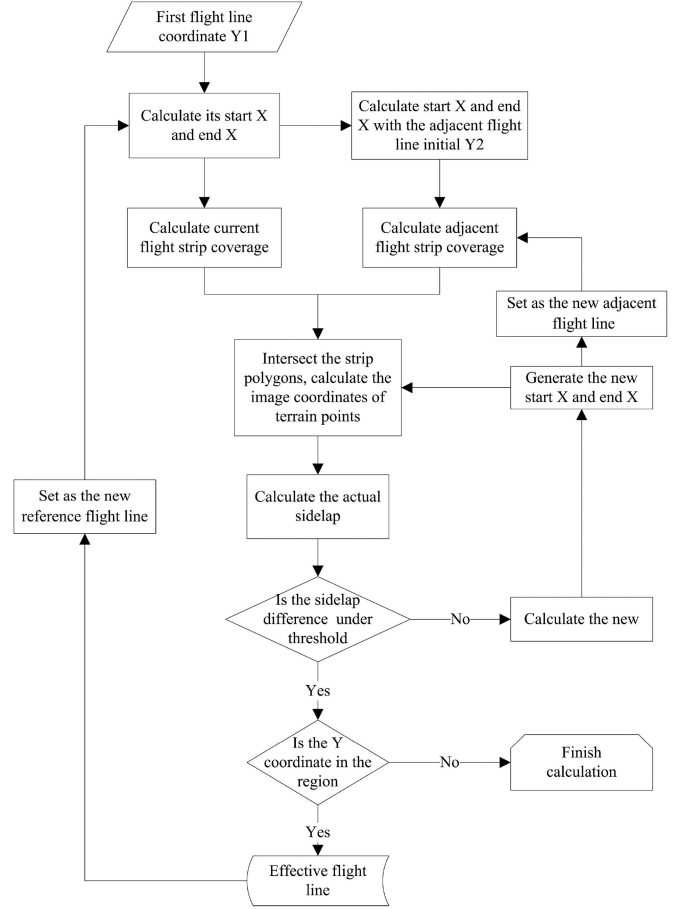 First flight line
coordinate Y1
Calculate its start X
and end X
Calculate start X and end
X with the adjacent flight
line initial Y2
Calculate current
flight strip coverage
Calculate adjacent
flight strip coverage
Set as the new adjacent
flight line
Intersect the strip
polygons, calculate the
image coordinates of
terrain points
Generate the new
start X and end X
Set as the new
reference flight line
Calculate the actual
sidelap
Is the sidelap
difference under
threshold
No
Calculate the new
Yes
Is the Y
coordinate in the
region
No
Finish
calculation
Yes
Effective flight
line